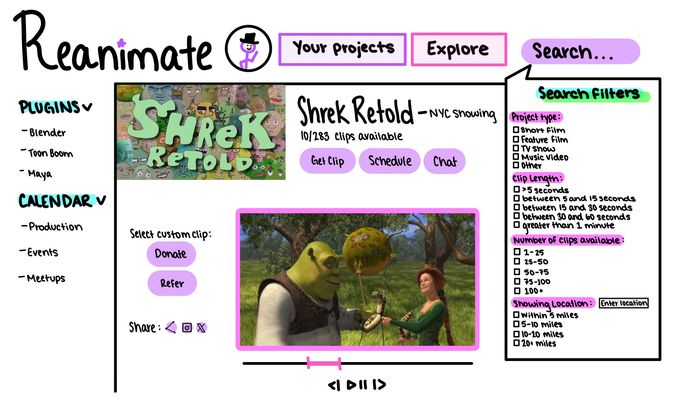 Reanimate
Your projects
Explore
Search...
PLUGINS
- Blender
- Toon Boom
- Maya
CALENDAR
- Production
- Events
- Meetups
SHREK
RETOLD
Shrek Retold - NYC Showing
10/283 clips available
Get Clip
Schedule
Chat
Select custom clip:
Donate
Refer
Share:
Search filters
Project type:
Short film
Feature film
TV show
Music video
Other
Clip Length:
>5 seconds
between 5 and 15 seconds
between 15 and 30 seconds
between 30 and 60 seconds
greater than 1 minute
Number of clips available:
1-25
25-50
50-75
75-100
100+
Showing Location:
Enter location
within 5 miles
5-10 miles
10-20 miles
20+ miles